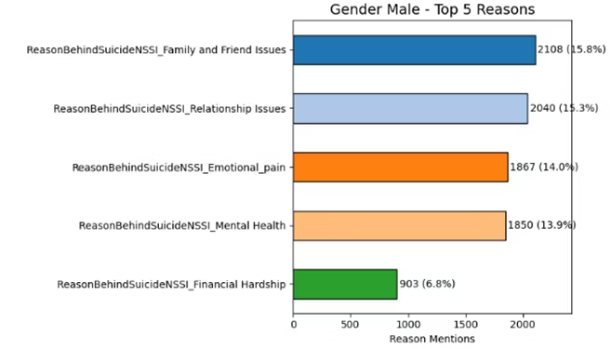 Gender Male - Top 5 Reasons
ReasonBehindSuicideNSSI_Family and Friend Issues 2108 (15.8%)
ReasonBehindSuicideNSSI_Relationship Issues 2040 (15.3%)
ReasonBehindSuicideNSSI_Emotional_pain 1867 (14.0%)
ReasonBehindSuicideNSSI_Mental Health 1850 (13.9%)
ReasonBehindSuicideNSSI_Financial Hardship 903 (6.8%)
0 500 1000 1500 2000
Reason Mentions